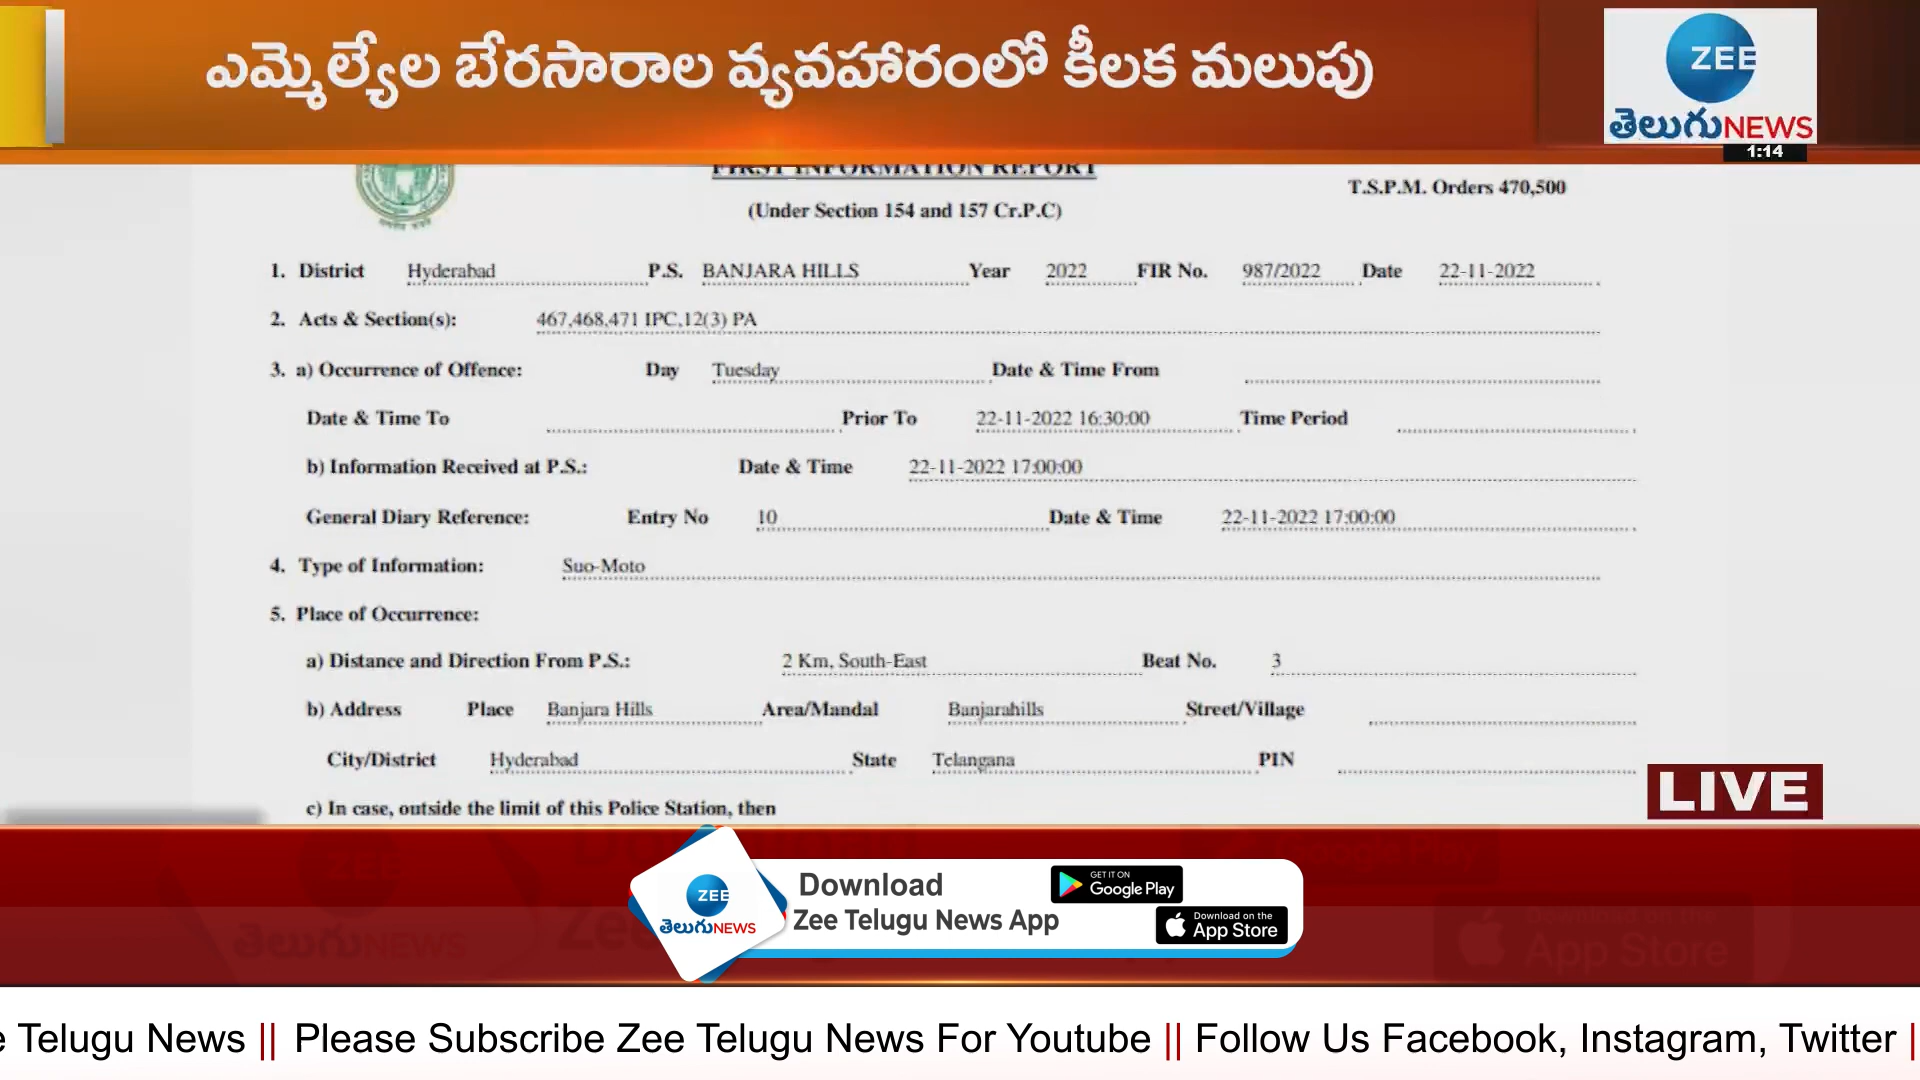 ఎమ్మెల్యేల బేరసారాల వ్యవహారంలో కీలక మలుపు
ZEE
తెలుగుNEWS
1:14
FIRST INFORMATION REPORT
T.S.P.M. Orders 470,500
(Under Section 154 and 157 Cr.P.C)
1. District Hyderabad P.S. BANJARA HILLS Year 2022 FIR No. 987/2022 Date 22-11-2022
2. Acts & Section(s): 467,468,471 IPC,12(3) PA
3. a) Occurrence of Offence: Day Tuesday Date & Time From
Date & Time To Prior To 22-11-2022 16:30:00 Time Period
b) Information Received at P.S.: Date & Time 22-11-2022 17:00:00
General Diary Reference: Entry No 10 Date & Time 22-11-2022 17:00:00
4. Type of Information: Suo-Moto
5. Place of Occurrence:
a) Distance and Direction From P.S.: 2 Km, South-East Beat No. 3
b) Address Place Banjara Hills Area/Mandal Banjarahills Street/Village
City/District Hyderabad State Telangana PIN
c) In case, outside the limit of this Police Station, then
LIVE
ZEE
తెలుగుNEWS
Download
Zee Telugu News App
GET IT ON
Google Play
Download on the
App Store
e Telugu News || Please Subscribe Zee Telugu News For Youtube || Follow Us Facebook, Instagram, Twitter |